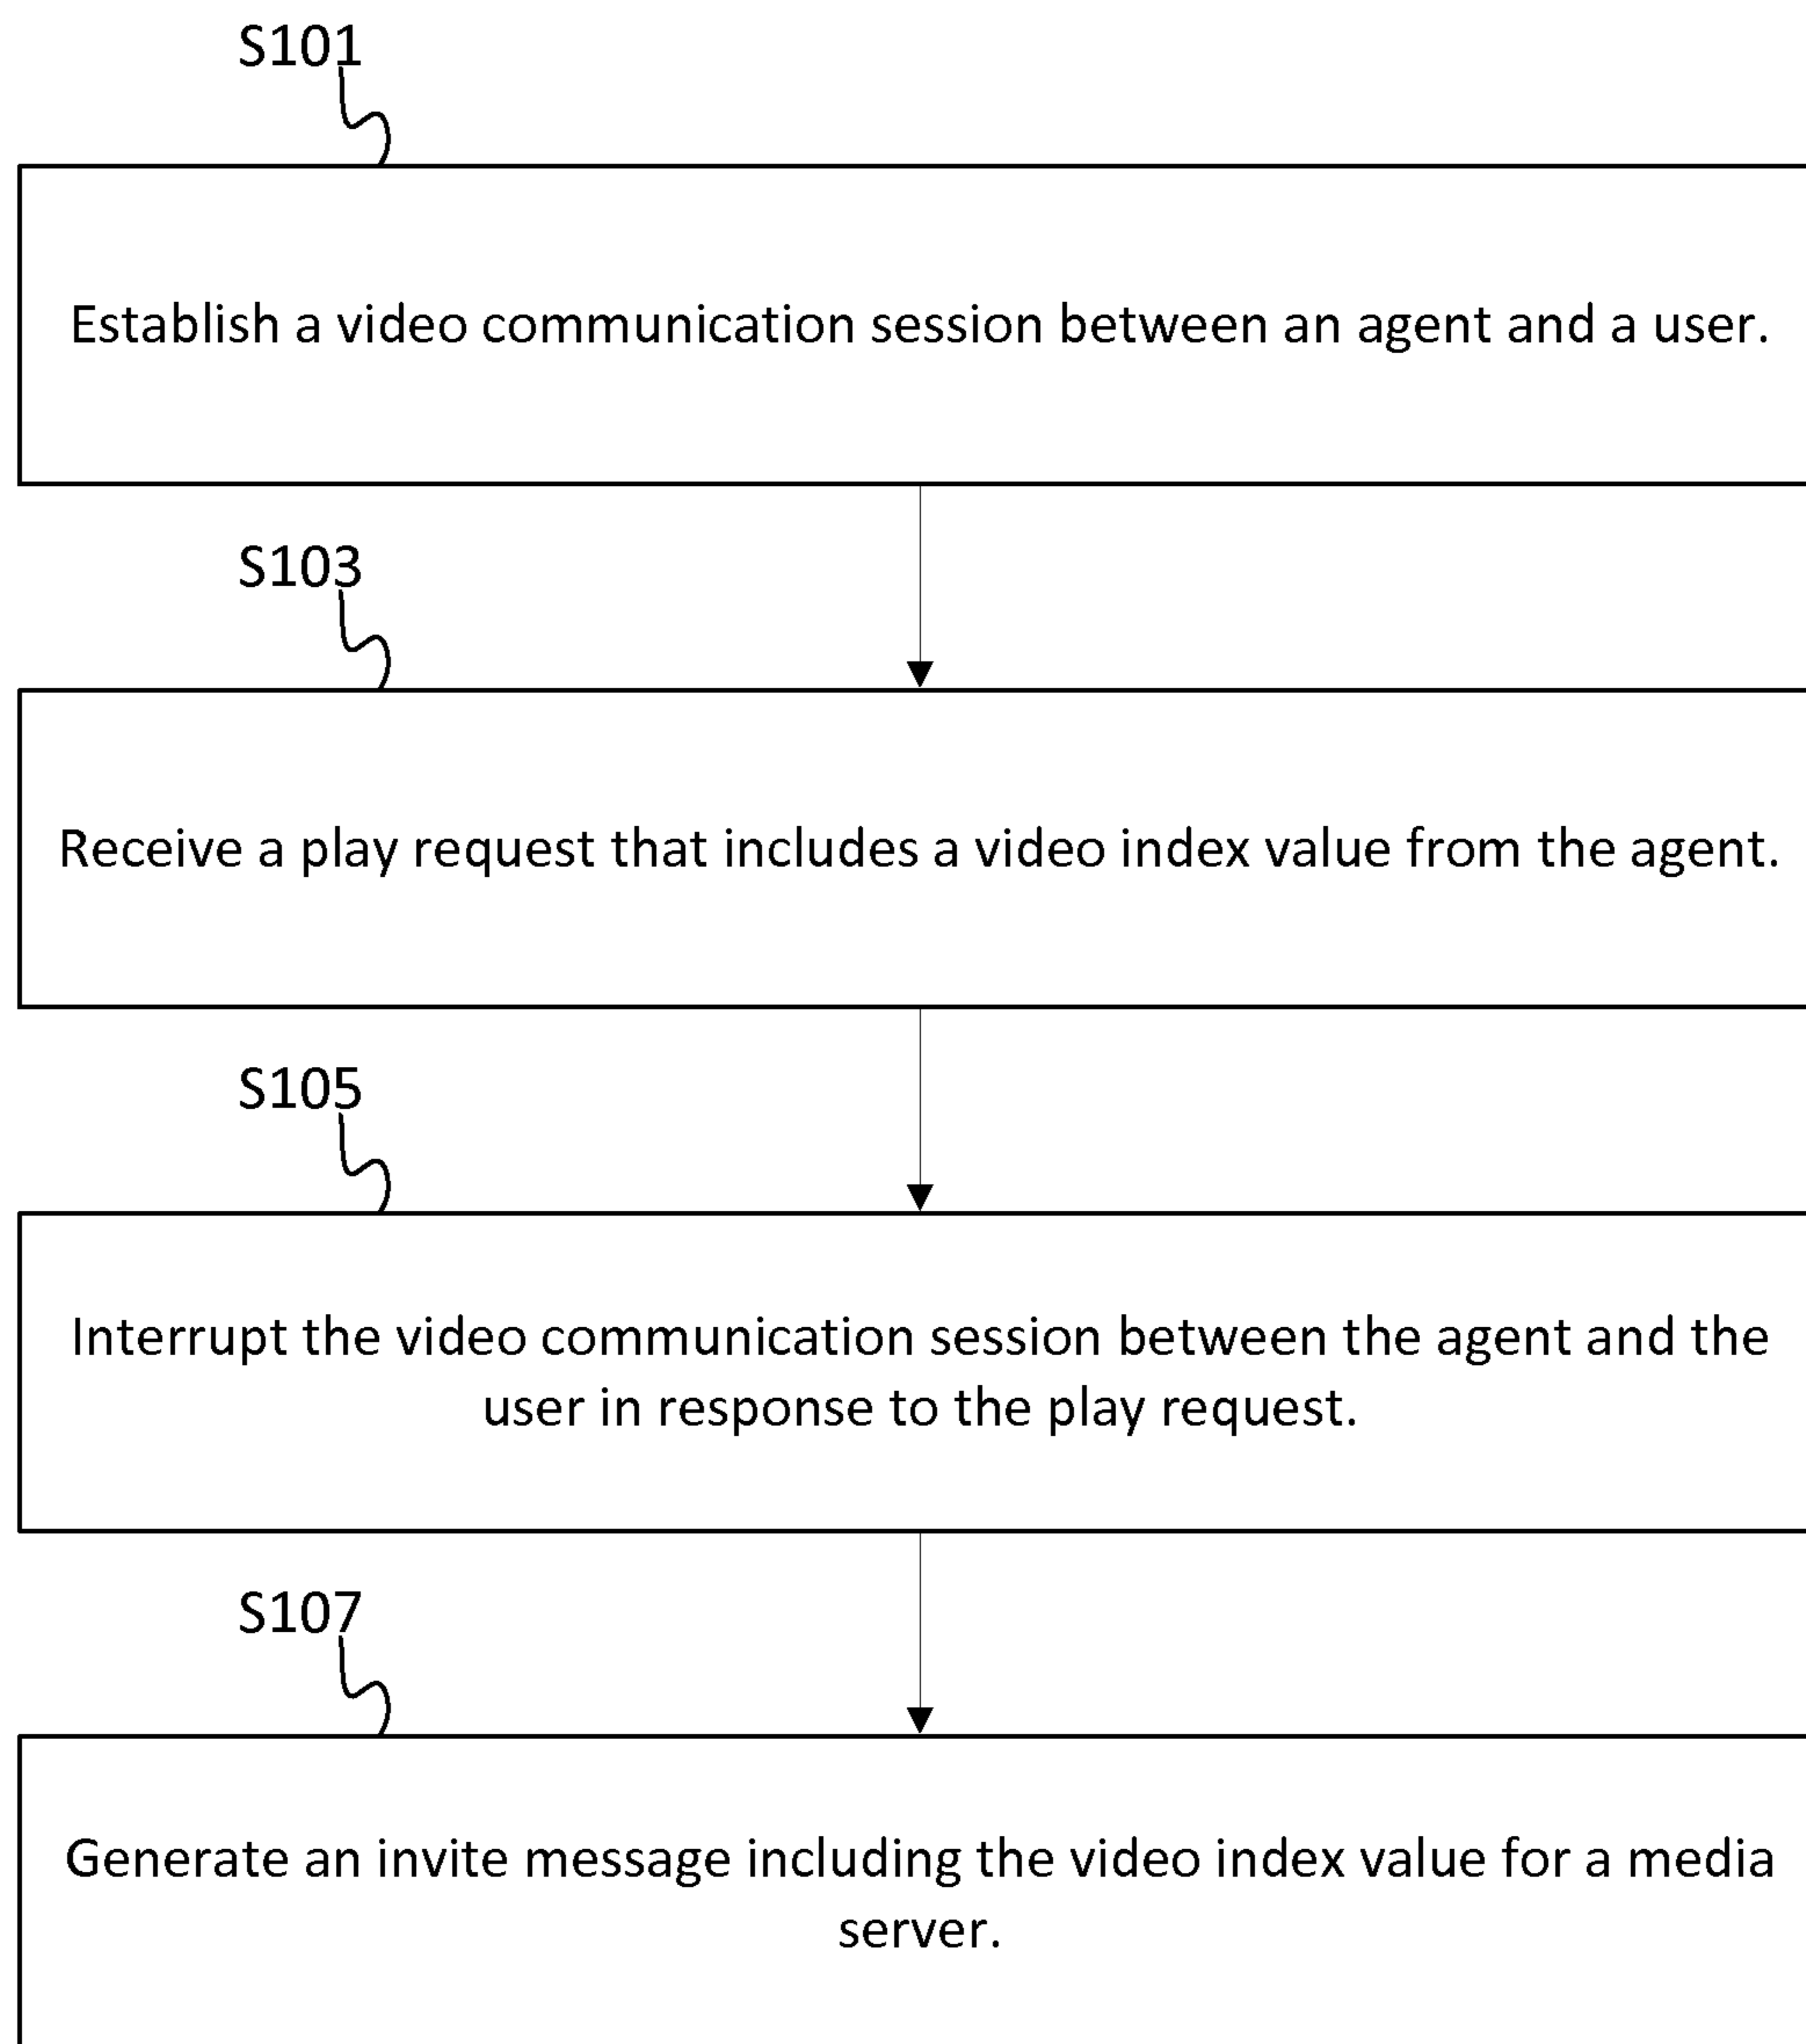 S101
Establish a video communication session between an agent and a user.
S103
Receive a play request that includes a video index value from the agent.
S105
Interrupt the video communication session between the agent and the
user in response to the play request.
S107
Generate an invite message including the video index value for a media
server.